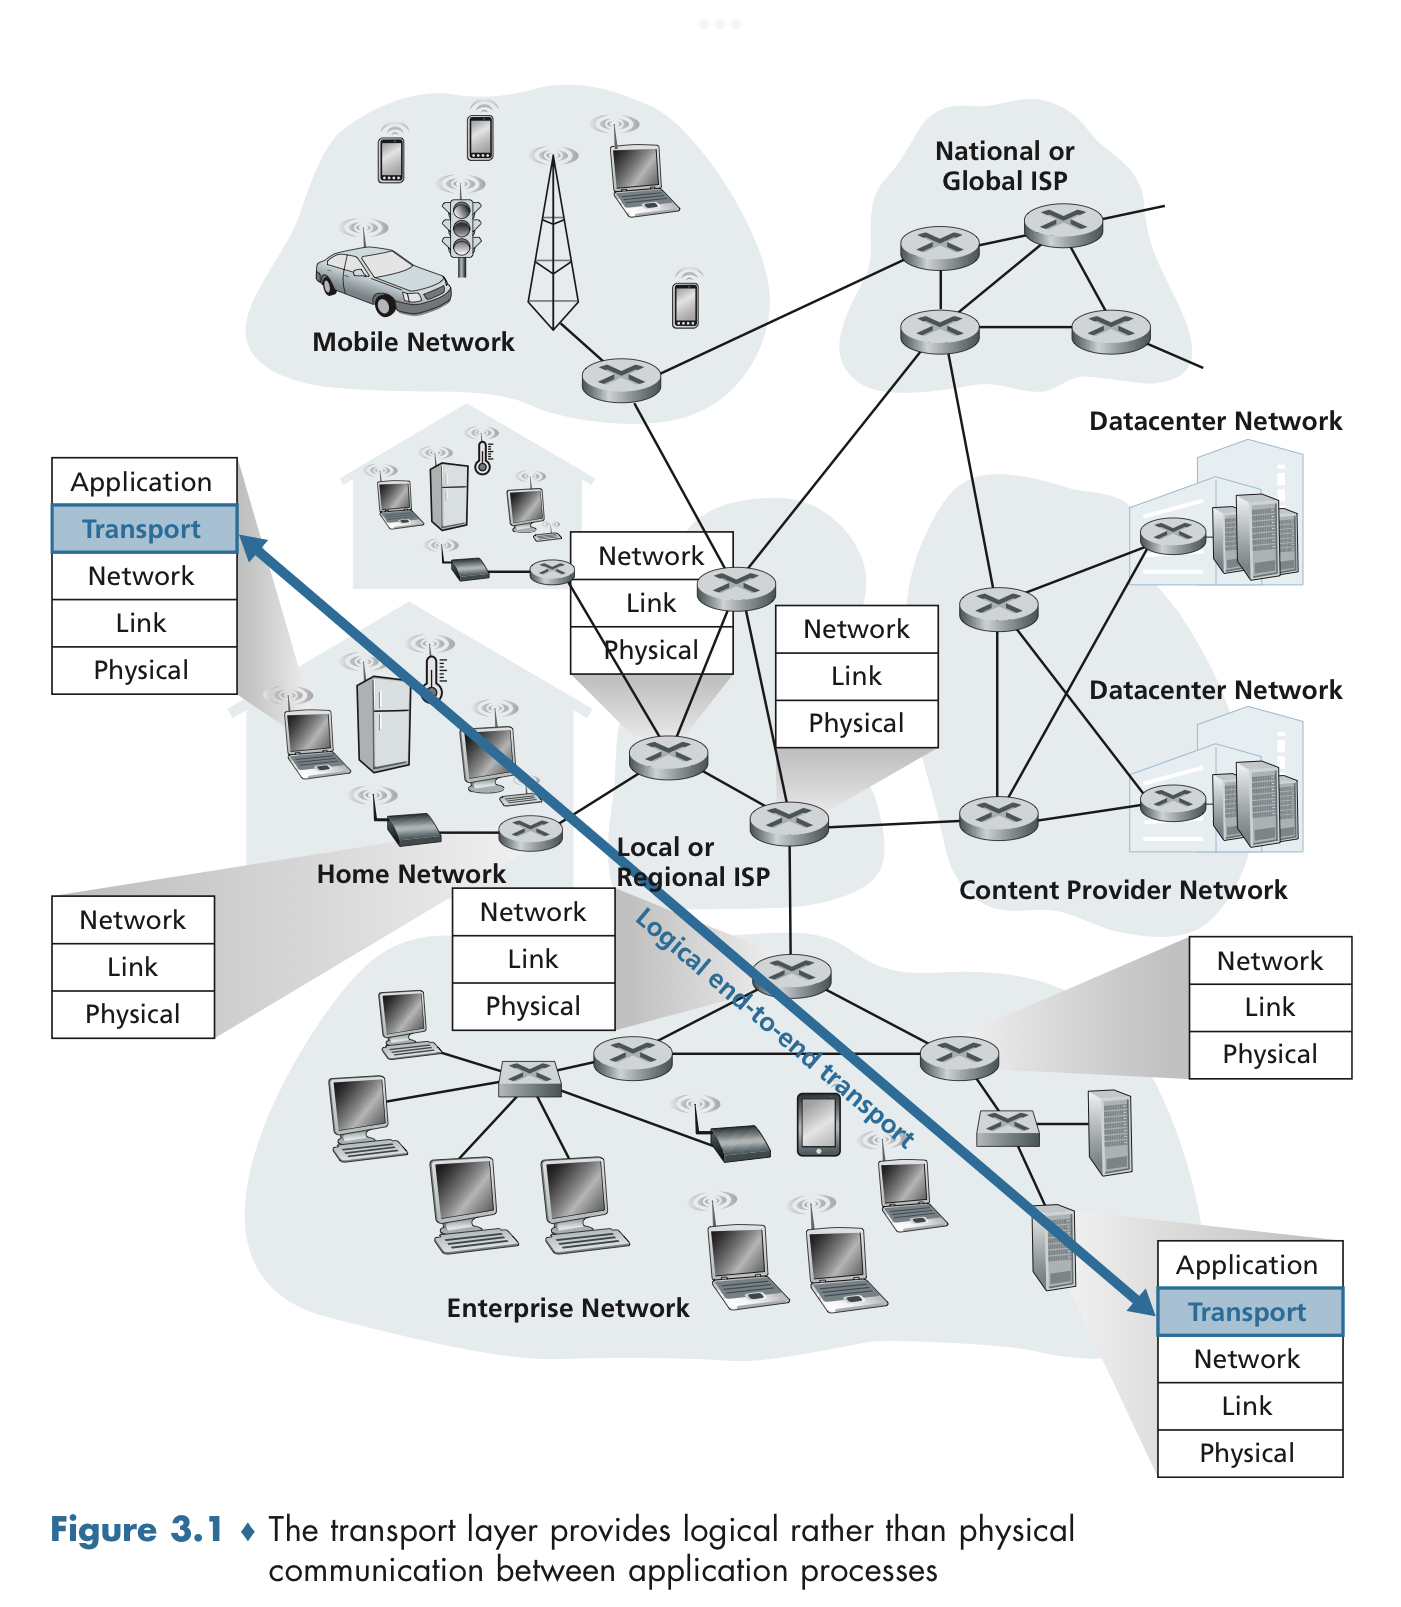 National or
Global ISP
Mobile Network
Datacenter Network
Application
Transport
Network
Link
Physical
Network
Link
Physical
Network
Link
Physical
Datacenter Network
Local or
Regional ISP
Home Network
Content Provider Network
Network
Link
Physical
Network
Link
Physical
Logical end-to-end transport
Network
Link
Physical
Enterprise Network
Application
Transport
Network
Link
Physical
Figure 3.1 ♦ The transport layer provides logical rather than physical
communication between application processes